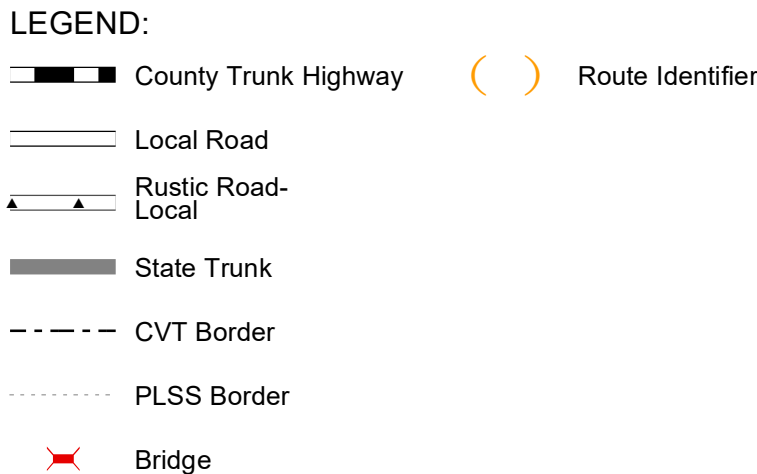 LEGEND:
County Trunk Highway
Route Identifier
Local Road
Rustic Road-
Local
State Trunk
CVT Border
PLSS Border
Bridge